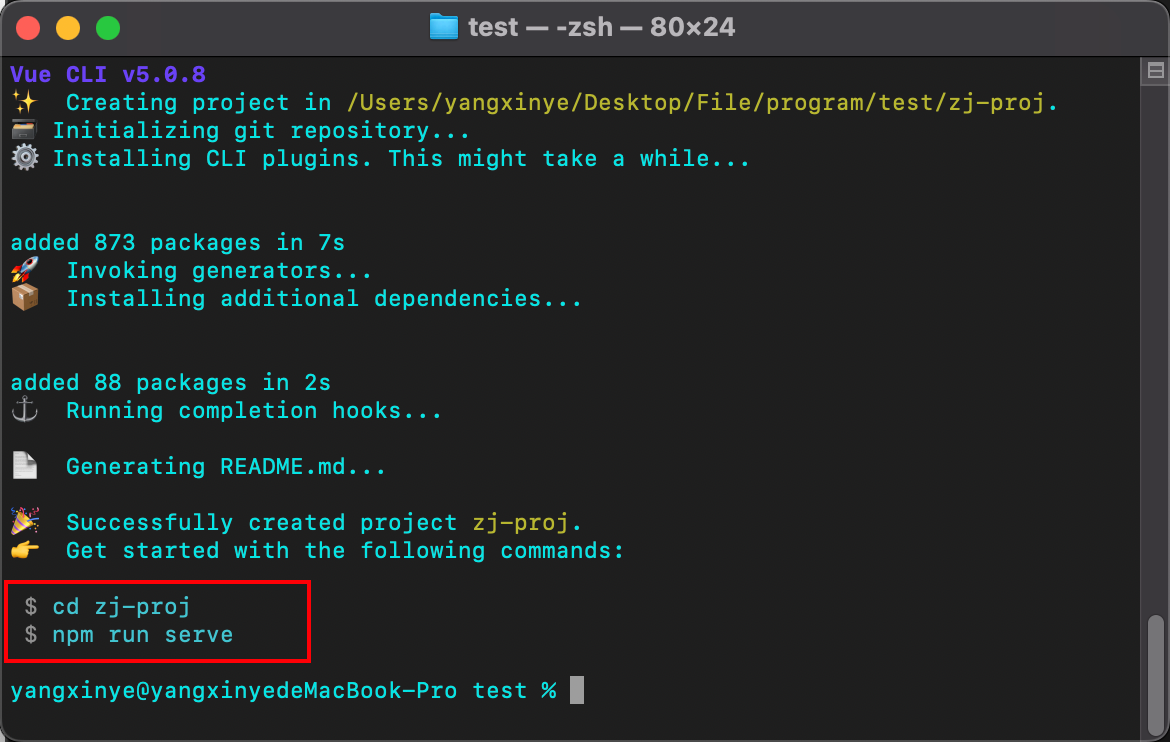 test — -zsh — 80×24
Vue CLI v5.0.8
✨ Creating project in /Users/yangxinye/Desktop/File/program/test/zj-proj.
🗃 Initializing git repository...
⚙️ Installing CLI plugins. This might take a while...
added 873 packages in 7s
🚀 Invoking generators...
📦 Installing additional dependencies...
added 88 packages in 2s
⚓ Running completion hooks...
📄 Generating README.md...
🎉 Successfully created project zj-proj.
👉 Get started with the following commands:
$ cd zj-proj
$ npm run serve
yangxinye@yangxinyedeMacBook-Pro test %